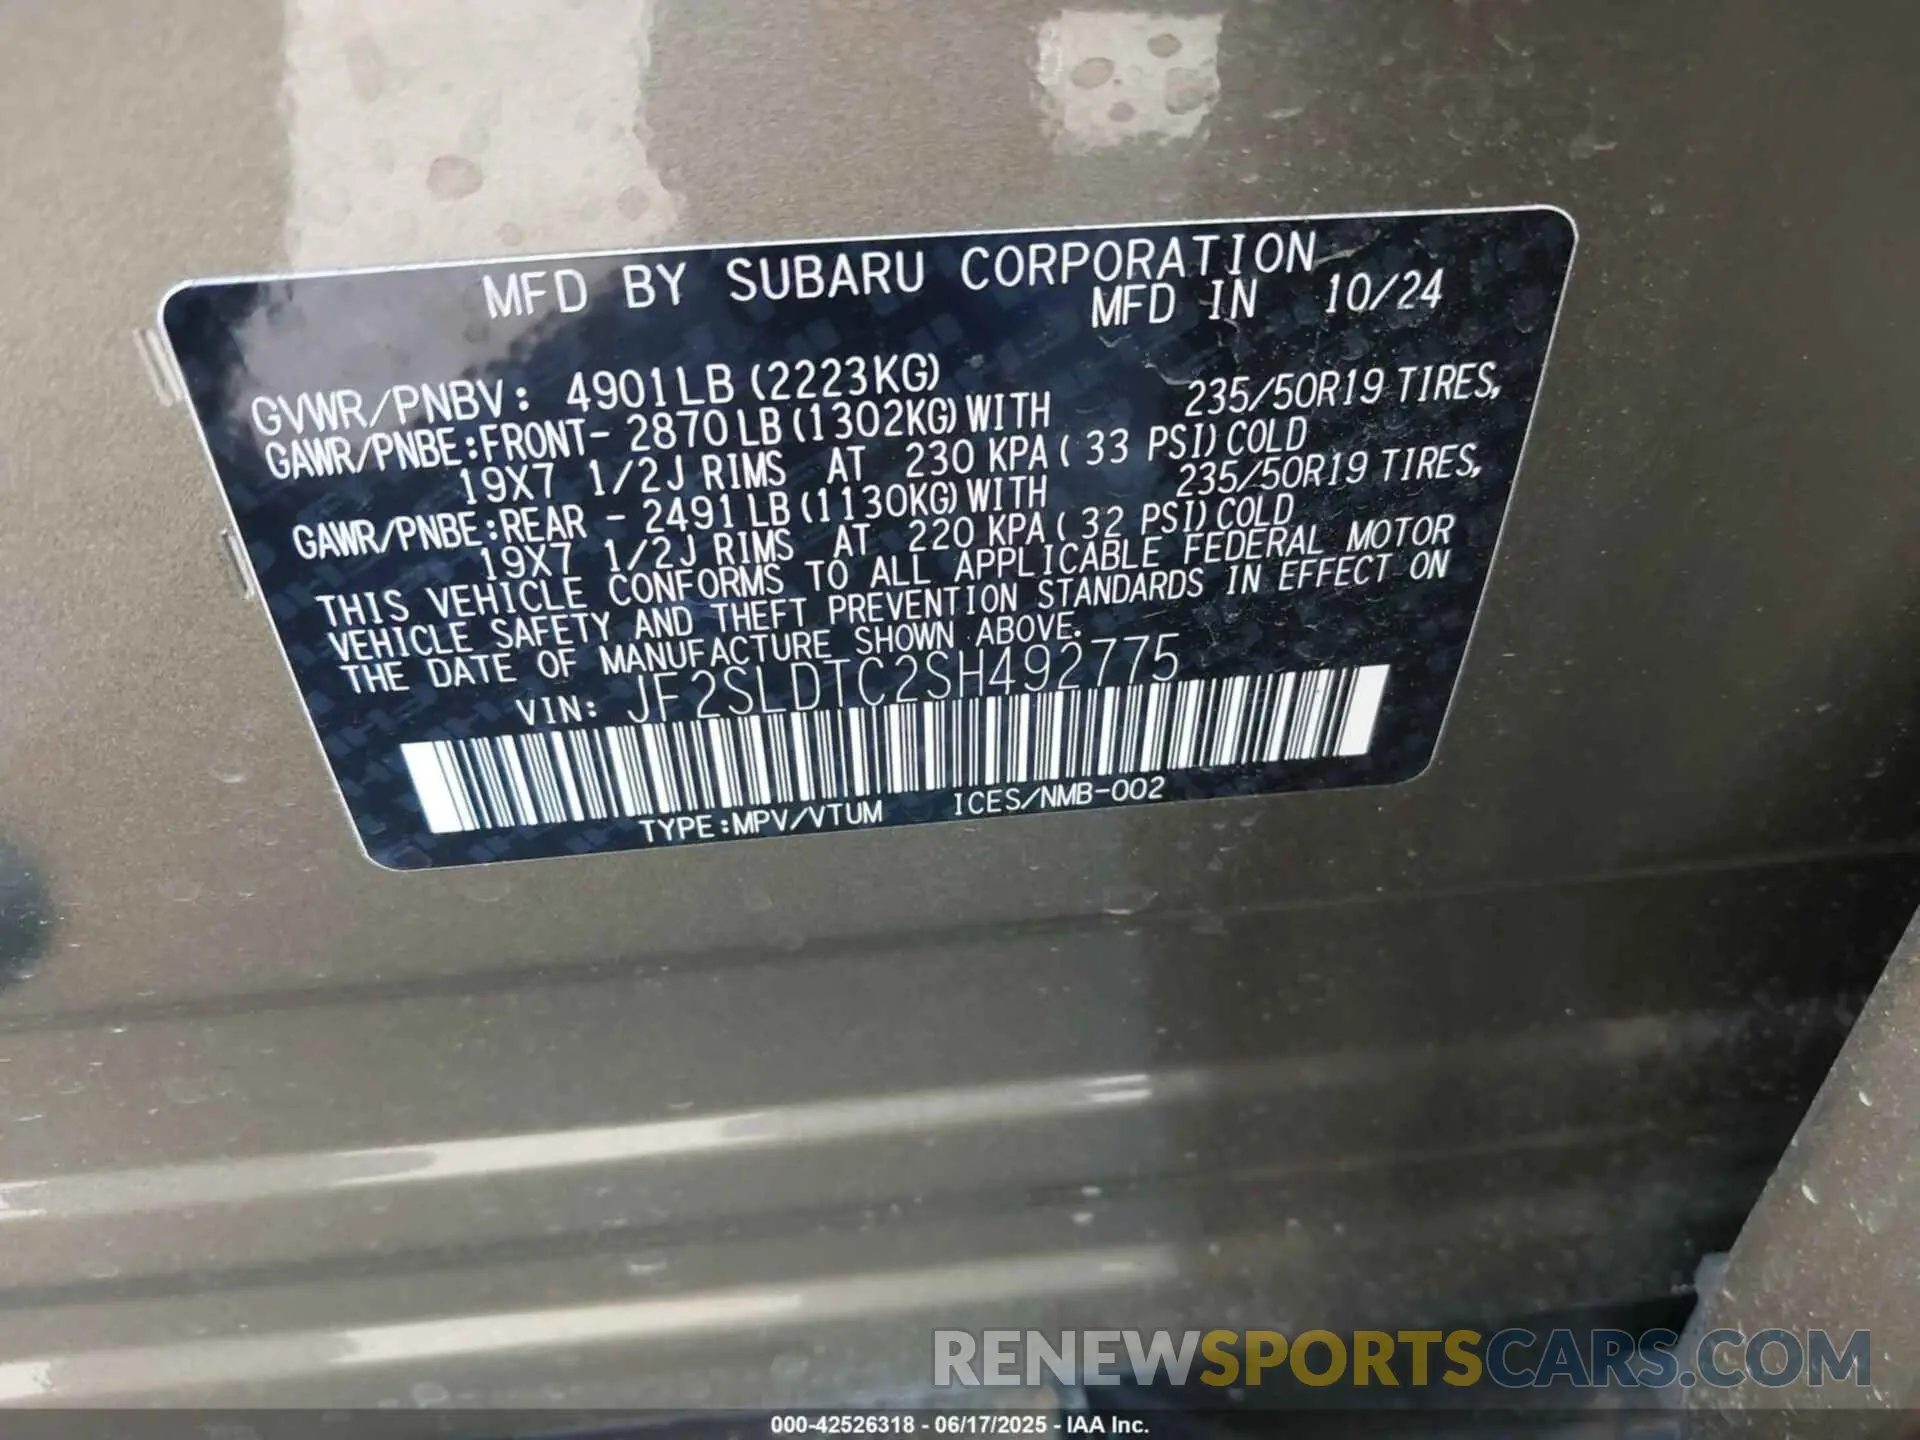 MFD BY SUBARU CORPORATION
MFD IN 10/24
GVWR/PNBV: 4901LB (2223KG)
GAWR/PNBE:FRONT- 2870LB (1302KG) WITH 235/50R19 TIRES,
19X7 1/2J RIMS AT 230 KPA ( 33 PSI) COLD
GAWR/PNBE:REAR - 2491LB (1130KG) WITH 235/50R19 TIRES,
19X7 1/2J RIMS AT 220 KPA ( 32 PSI) COLD
THIS VEHICLE CONFORMS TO ALL APPLICABLE FEDERAL MOTOR
VEHICLE SAFETY AND THEFT PREVENTION STANDARDS IN EFFECT ON
THE DATE OF MANUFACTURE SHOWN ABOVE.
VIN: JF2SLDTC2SH492775
TYPE:MPV/VTUM ICES/NMB-002
RENEWSPORTSCARS.COM
000-42526318 - 06/17/2025 - IAA Inc.